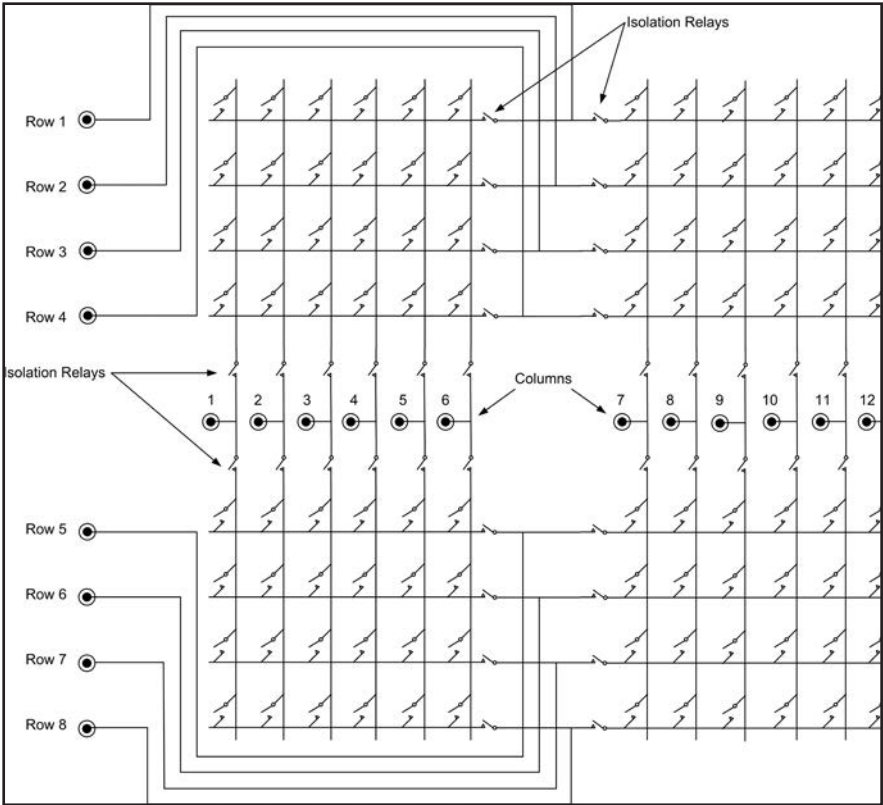 Isolation Relays
Row 1
Row 2
Row 3
Row 4
Isolation Relays
Columns
1 2 3 4 5 6 7 8 9 10 11 12
Row 5
Row 6
Row 7
Row 8